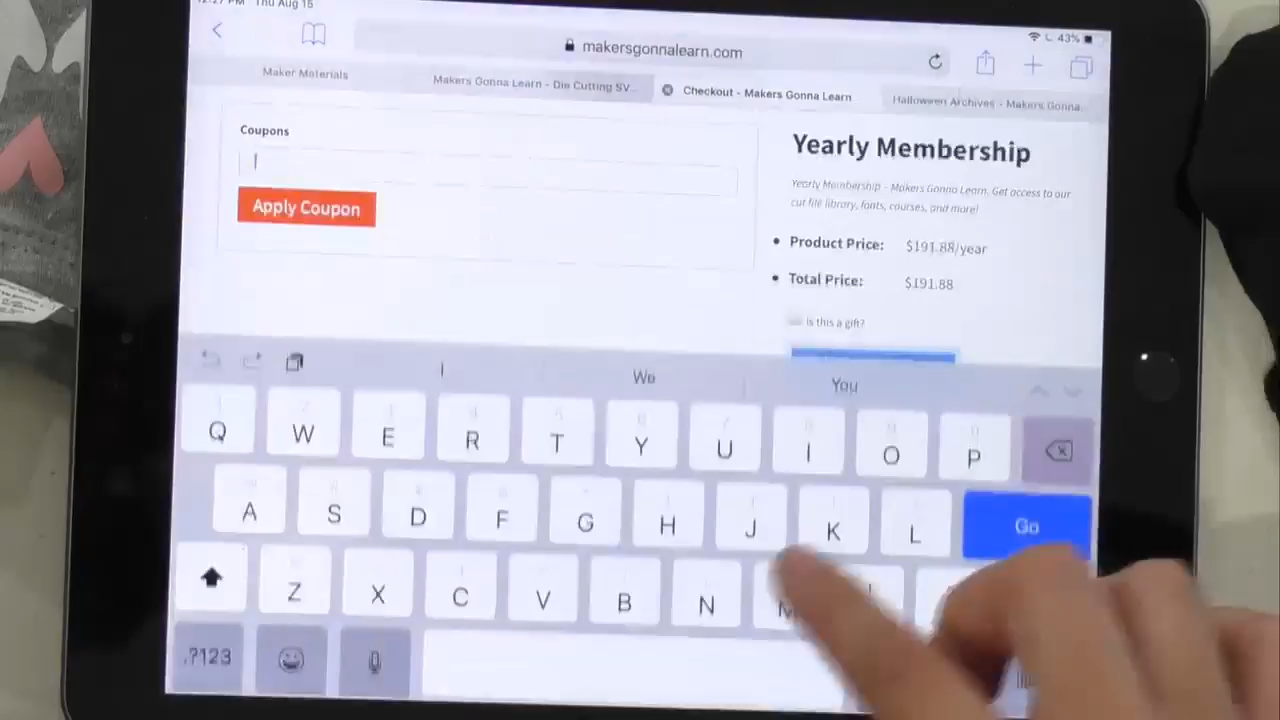 12:27 PM Thu Aug 15
43%
makersgonnalearn.com
Maker Materials
Makers Gonna Learn - Die Cutting SV...
Checkout - Makers Gonna Learn
Halloween Archives - Makers Gonna
Coupons
Apply Coupon
Yearly Membership
Yearly Membership - Makers Gonna Learn. Get access to our
cut file library, fonts, courses, and more!
Product Price: $191.88/year
Total Price: $191.88
is this a gift?
I We You
Q W E R T Y U I O P
A S D F G H J K L Go
Z X C V B N M
.?123